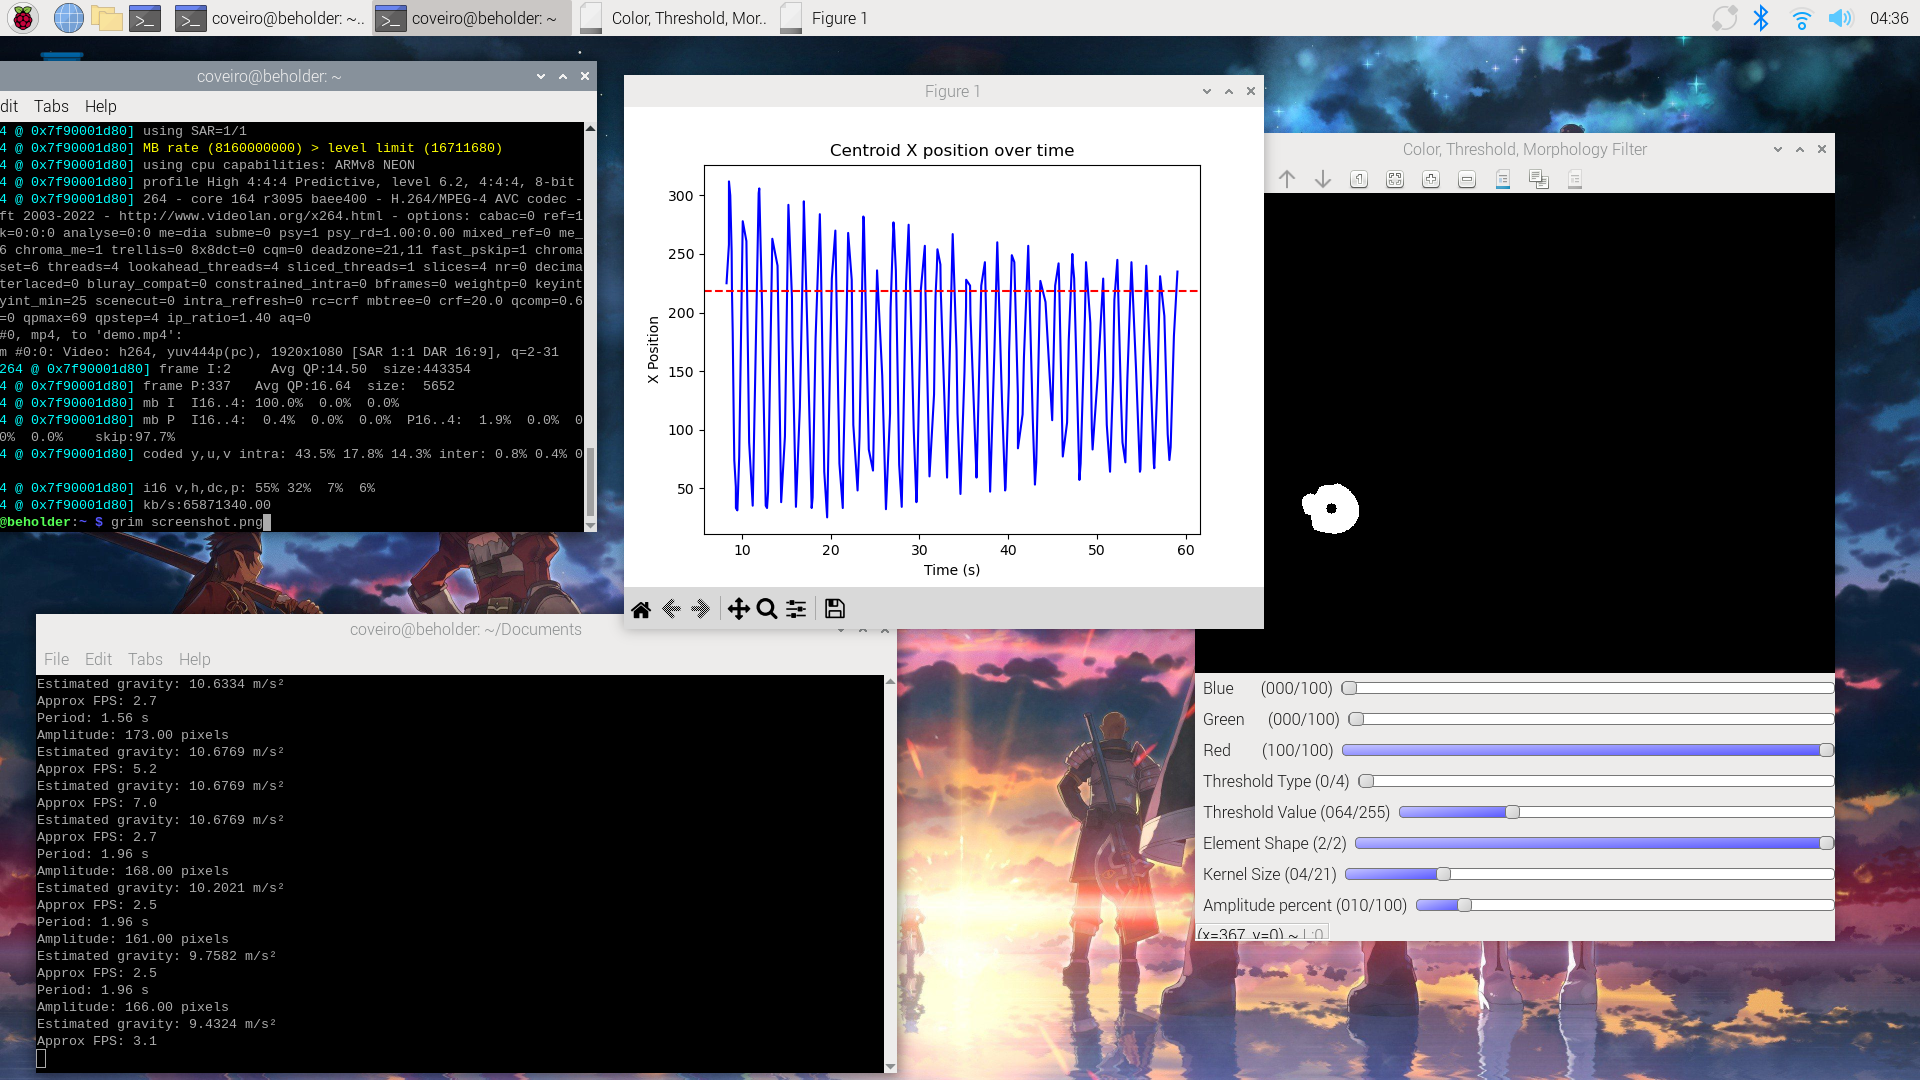 coveiro@beholder: ~..
coveiro@beholder: ~
Color, Threshold, Mor..
Figure 1
04:36
coveiro@beholder: ~
dit Tabs Help
4 @ 0x7f90001d80] using SAR=1/1
4 @ 0x7f90001d80] MB rate (8160000000) > level limit (16711680)
4 @ 0x7f90001d80] using cpu capabilities: ARMv8 NEON
4 @ 0x7f90001d80] profile High 4:4:4 Predictive, level 6.2, 4:4:4, 8-bit
4 @ 0x7f90001d80] 264 - core 164 r3095 baee400 - H.264/MPEG-4 AVC codec -
ft 2003-2022 - http://www.videolan.org/x264.html - options: cabac=0 ref=1
k=0:0:0 analyse=0:0 me=dia subme=0 psy=1 psy_rd=1.00:0.00 mixed_ref=0 me_
6 chroma_me=1 trellis=0 8x8dct=0 cqm=0 deadzone=21,11 fast_pskip=1 chroma
set=6 threads=4 lookahead_threads=4 sliced_threads=1 slices=4 nr=0 decima
terlaced=0 bluray_compat=0 constrained_intra=0 bframes=0 weightp=0 keyint
yint_min=25 scenecut=0 intra_refresh=0 rc=crf mbtree=0 crf=20.0 qcomp=0.6
=0 qpmax=69 qpstep=4 ip_ratio=1.40 aq=0
#0, mp4, to 'demo.mp4':
m #0:0: Video: h264, yuv444p(pc), 1920x1080 [SAR 1:1 DAR 16:9], q=2-31
264 @ 0x7f90001d80] frame I:2 Avg QP:14.50 size:443354
4 @ 0x7f90001d80] frame P:337 Avg QP:16.64 size: 5652
4 @ 0x7f90001d80] mb I I16..4: 100.0% 0.0% 0.0%
4 @ 0x7f90001d80] mb P I16..4: 0.4% 0.0% 0.0% P16..4: 1.9% 0.0% 0
0% 0.0% skip:97.7%
4 @ 0x7f90001d80] coded y,u,v intra: 43.5% 17.8% 14.3% inter: 0.8% 0.4% 0
4 @ 0x7f90001d80] i16 v,h,dc,p: 55% 32% 7% 6%
4 @ 0x7f90001d80] kb/s:65871340.00
@beholder:~ $ grim screenshot.png
Figure 1
Centroid X position over time
X Position
300
250
200
150
100
50
10 20 30 40 50 60
Time (s)
Color, Threshold, Morphology Filter
Blue (000/100)
Green (000/100)
Red (100/100)
Threshold Type (0/4)
Threshold Value (064/255)
Element Shape (2/2)
Kernel Size (04/21)
Amplitude percent (010/100)
(x=367, y=0) ~ L:0
coveiro@beholder: ~/Documents
File Edit Tabs Help
Estimated gravity: 10.6334 m/s²
Approx FPS: 2.7
Period: 1.56 s
Amplitude: 173.00 pixels
Estimated gravity: 10.6769 m/s²
Approx FPS: 5.2
Estimated gravity: 10.6769 m/s²
Approx FPS: 7.0
Estimated gravity: 10.6769 m/s²
Approx FPS: 2.7
Period: 1.96 s
Amplitude: 168.00 pixels
Estimated gravity: 10.2021 m/s²
Approx FPS: 2.5
Period: 1.96 s
Amplitude: 161.00 pixels
Estimated gravity: 9.7582 m/s²
Approx FPS: 2.5
Period: 1.96 s
Amplitude: 166.00 pixels
Estimated gravity: 9.4324 m/s²
Approx FPS: 3.1